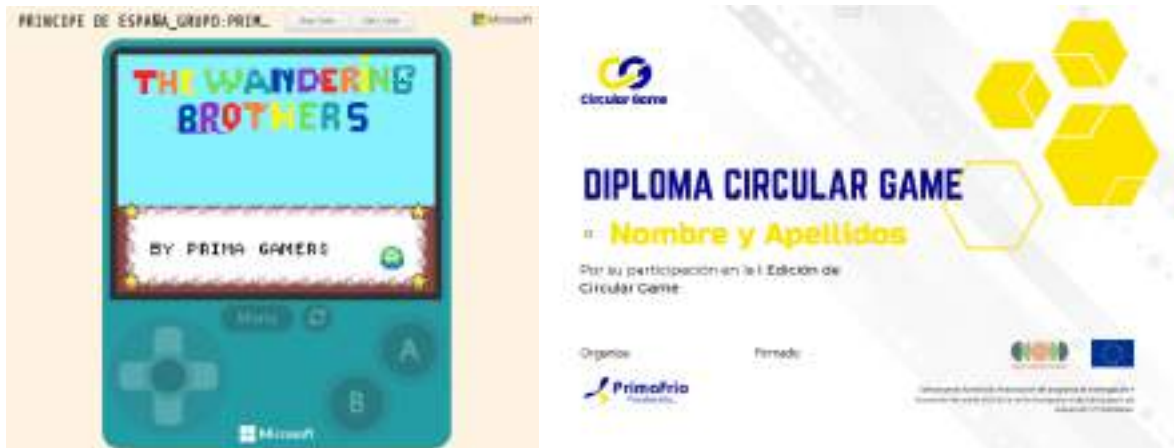 PRINCIPE DE ESPAÑA_GRUPO:PRIM…
Microsoft
THE WANDERING
BROTHERS
BY PRIMA GAMERS
Menu
A
B
Microsoft
Circular Game
DIPLOMA CIRCULAR GAME
a Nombre y Apellidos
Por su participación en la I Edición de
Circular Game
Organiza:
Firmado:
Primafrio